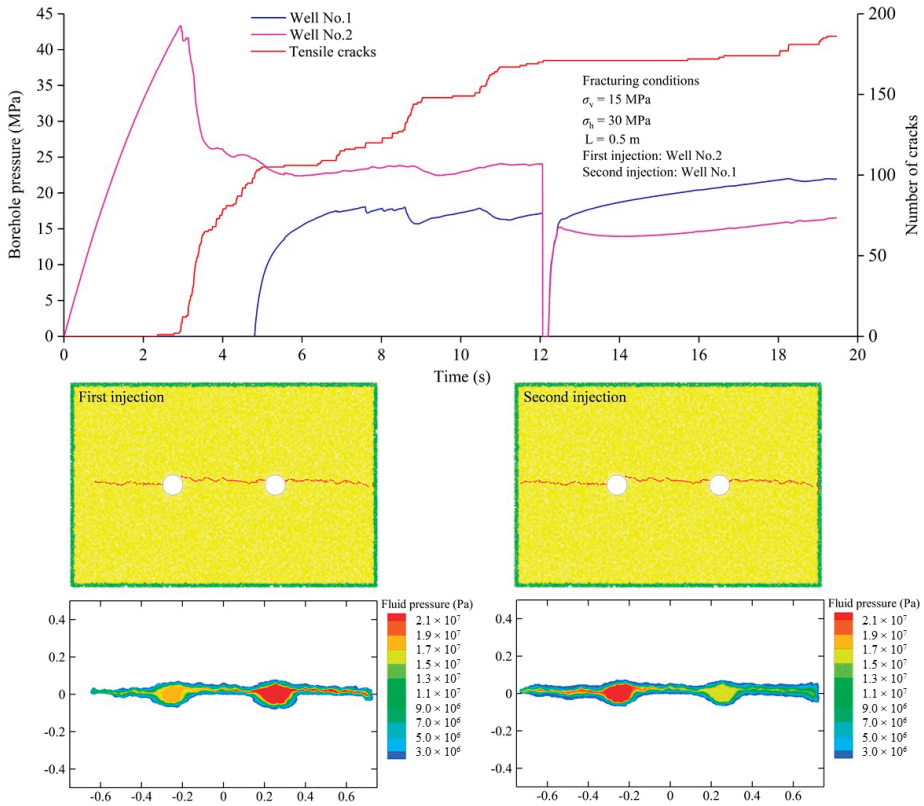 Well No.1
Well No.2
Tensile cracks
Borehole pressure (MPa)
45
40
35
30
25
20
15
10
5
0
Fracturing conditions
σv = 15 MPa
σh = 30 MPa
L = 0.5 m
First injection: Well No.2
Second injection: Well No.1
200
150
100
50
0
Number of cracks
0 2 4 6 8 10 12 14 16 18 20
Time (s)
First injection
Second injection
0.4
0.2
0
-0.2
-0.4
-0.6 -0.4 -0.2 0 0.2 0.4 0.6
Fluid pressure (Pa)
2.1 × 10⁷
1.9 × 10⁷
1.7 × 10⁷
1.5 × 10⁷
1.3 × 10⁷
1.1 × 10⁷
9.0 × 10⁶
7.0 × 10⁶
5.0 × 10⁶
3.0 × 10⁶
0.4
0.2
0
-0.2
-0.4
-0.6 -0.4 -0.2 0 0.2 0.4 0.6
Fluid pressure (Pa)
2.1 × 10⁷
1.9 × 10⁷
1.7 × 10⁷
1.5 × 10⁷
1.3 × 10⁷
1.1 × 10⁷
9.0 × 10⁶
7.0 × 10⁶
5.0 × 10⁶
3.0 × 10⁶